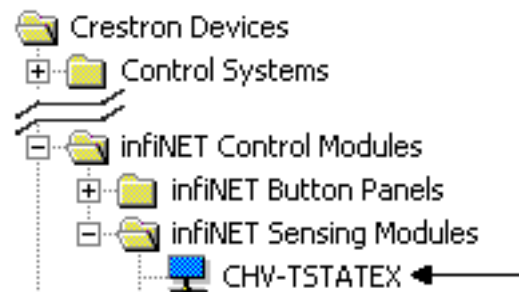 Crestron Devices
Control Systems
infiNET Control Modules
infiNET Button Panels
infiNET Sensing Modules
CHV-TSTATEX